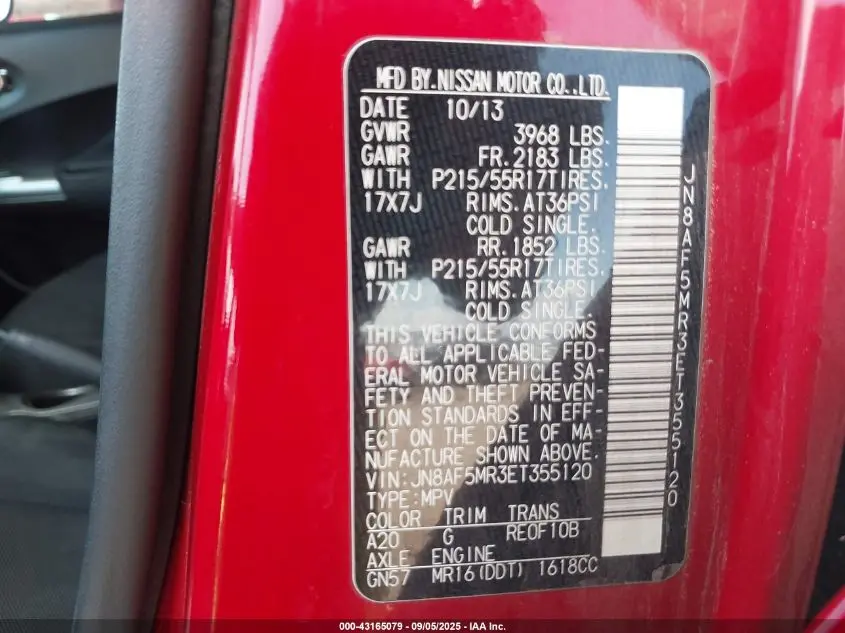 MFD BY.NISSAN MOTOR CO.,LTD.
DATE 10/13
GVWR 3968 LBS.
GAWR FR.2183 LBS.
WITH P215/55R17TIRES.
17X7J RIMS.AT36PSI
COLD SINGLE.
GAWR RR.1852 LBS.
WITH P215/55R17TIRES.
17X7J RIMS.AT36PSI
COLD SINGLE.
THIS VEHICLE CONFORMS
TO ALL APPLICABLE FED-
ERAL MOTOR VEHICLE SA-
FETY AND THEFT PREVEN-
TION STANDARDS IN EFF-
ECT ON THE DATE OF MA-
NUFACTURE SHOWN ABOVE.
VIN:JN8AF5MR3ET355120
TYPE:MPV
COLOR TRIM TRANS
A20 G RE0F10B
AXLE ENGINE
GN57 MR16(DDT) 1618CC
JN8AF5MR3ET355120
000-43165079 - 09/05/2025 - IAA Inc.